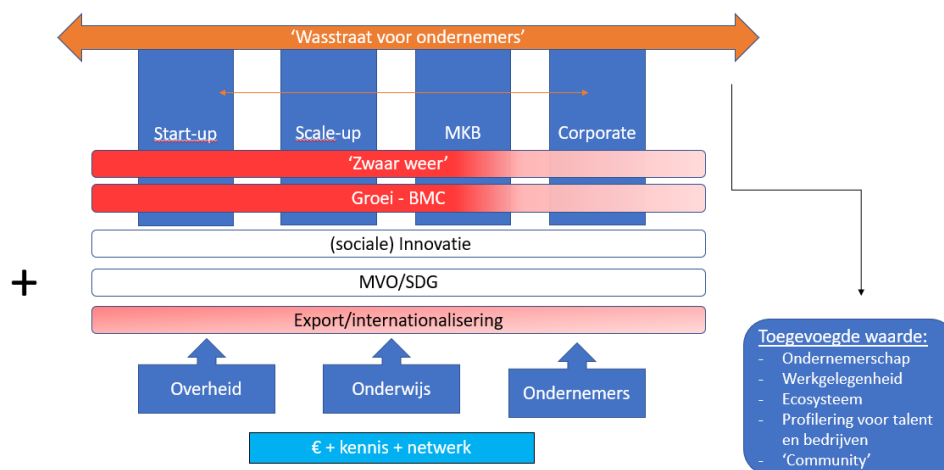 ‘Wasstraat voor ondernemers’
Start-up
Scale-up
MKB
Corporate
‘Zwaar weer’
Groei - BMC
(sociale) Innovatie
+
MVO/SDG
Export/internationalisering
Overheid
Onderwijs
Ondernemers
€ + kennis + netwerk
Toegevoegde waarde:
- Ondernemerschap
- Werkgelegenheid
- Ecosysteem
- Profilering voor talent
en bedrijven
- ‘Community’